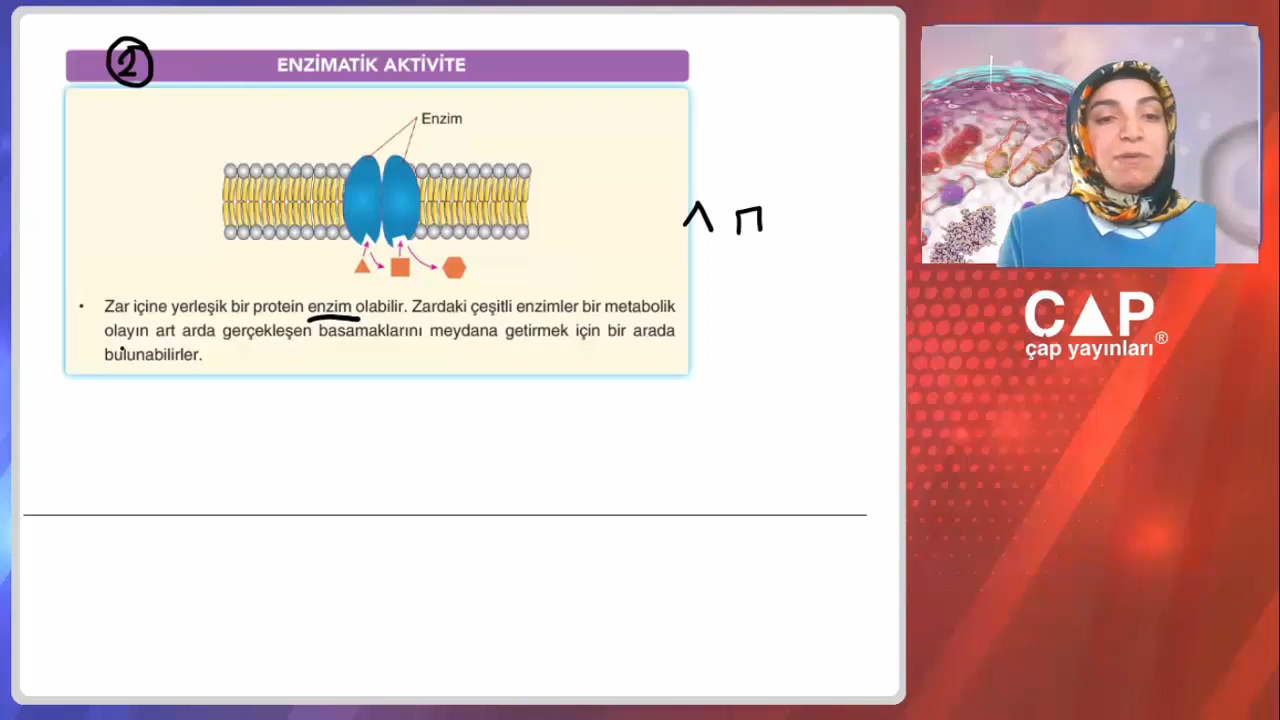 2
ENZİMATİK AKTİVİTE
Enzim
• Zar içine yerleşik bir protein enzim olabilir. Zardaki çeşitli enzimler bir metabolik
olayın art arda gerçekleşen basamaklarını meydana getirmek için bir arada
bulunabilirler.
ÇAP
çap yayınları®